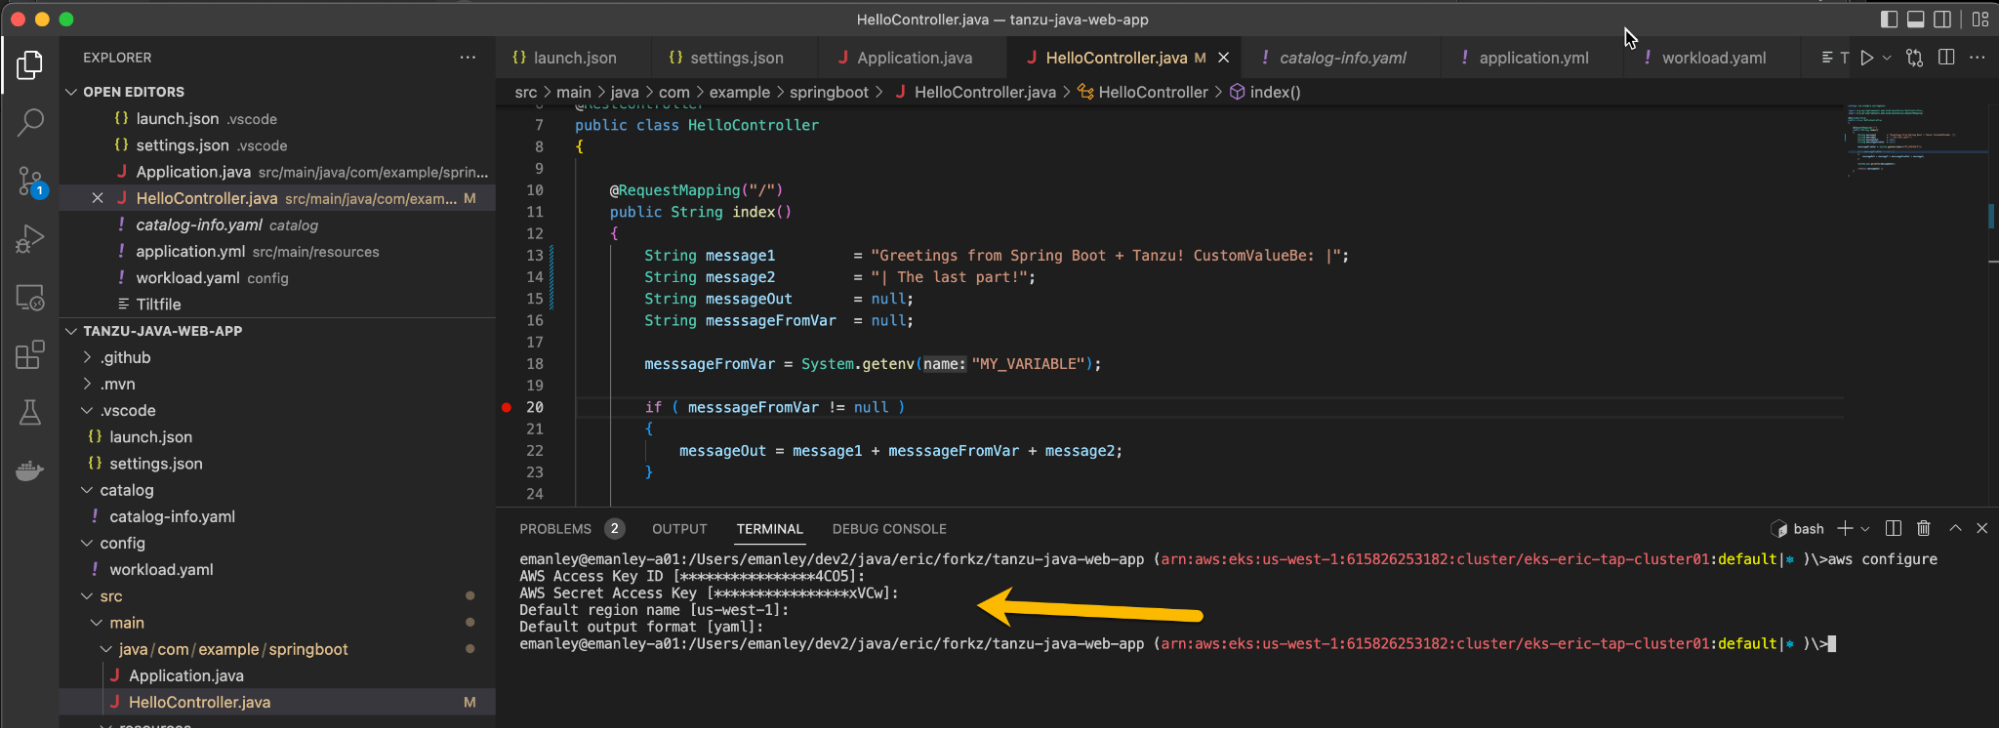 HelloController.java — tanzu-java-web-app
EXPLORER
OPEN EDITORS
{} launch.json .vscode
{} settings.json .vscode
J Application.java src/main/java/com/example/sprin...
J HelloController.java src/main/java/com/exam... M
! catalog-info.yaml catalog
! application.yml src/main/resources
! workload.yaml config
Tiltfile
TANZU-JAVA-WEB-APP
.github
.mvn
.vscode
{} launch.json
{} settings.json
catalog
! catalog-info.yaml
config
! workload.yaml
src
main
java/com/example/springboot
J Application.java
J HelloController.java M
resources
1
{} launch.json {} settings.json J Application.java J HelloController.java M ! catalog-info.yaml ! application.yml ! workload.yaml T
src > main > java > com > example > springboot > J HelloController.java > HelloController > index()
6 @RestController
7 public class HelloController
8 {
9
10 @RequestMapping("/")
11 public String index()
12 {
13 String message1 = "Greetings from Spring Boot + Tanzu! CustomValueBe: |";
14 String message2 = "| The last part!";
15 String messageOut = null;
16 String messsageFromVar = null;
17
18 messsageFromVar = System.getenv(name: "MY_VARIABLE");
19
20 if ( messsageFromVar != null )
21 {
22 messageOut = message1 + messsageFromVar + message2;
23 }
24
PROBLEMS 2 OUTPUT TERMINAL DEBUG CONSOLE bash
emanley@emanley-a01:/Users/emanley/dev2/java/eric/forkz/tanzu-java-web-app (arn:aws:eks:us-west-1:615826253182:cluster/eks-eric-tap-cluster01:default|* )\>aws configure
AWS Access Key ID [****************4CO5]:
AWS Secret Access Key [****************xVCw]:
Default region name [us-west-1]:
Default output format [yaml]:
emanley@emanley-a01:/Users/emanley/dev2/java/eric/forkz/tanzu-java-web-app (arn:aws:eks:us-west-1:615826253182:cluster/eks-eric-tap-cluster01:default|* )\>